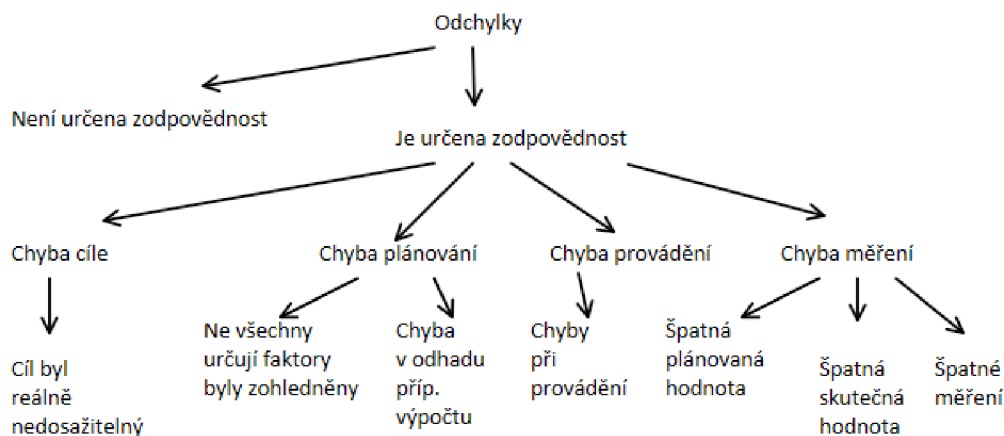 Odchylky
Není určena zodpovědnost
Je určena zodpovědnost
Chyba cíle
Chyba plánování
Chyba provádění
Chyba měření
Cíl byl
reálně
nedosažitelný
Ne všechny
určují faktory
byly zohledněny
Chyba
v odhadu
příp.
výpočtu
Chyby
při
provádění
Špatná
plánovaná
hodnota
Špatná
skutečná
hodnota
Špatné
měření